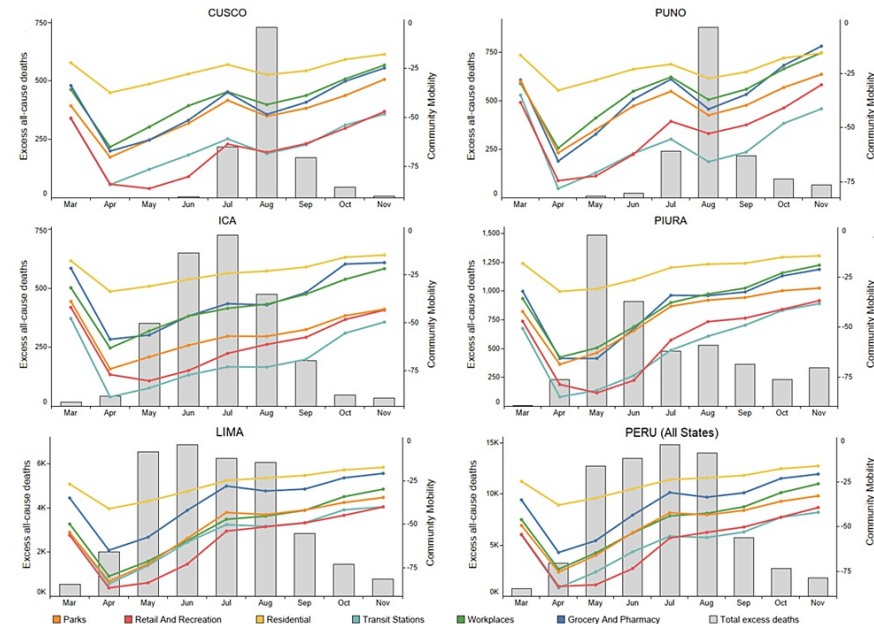 CUSCO
Excess all-cause deaths
750
500
250
0
0
-25
-50
-75
Community Mobility
Mar Apr May Jun Jul Aug Sep Oct Nov
PUNO
Excess all-cause deaths
750
500
250
0
0
-25
-50
-75
Community Mobility
Mar Apr May Jun Jul Aug Sep Oct Nov
ICA
Excess all-cause deaths
750
500
250
0
0
-25
-50
-75
Community Mobility
Mar Apr May Jun Jul Aug Sep Oct Nov
PIURA
Excess all-cause deaths
1,500
1,250
1,000
750
500
250
0
0
-25
-50
-75
Community Mobility
Mar Apr May Jun Jul Aug Sep Oct Nov
LIMA
Excess all-cause deaths
6K
4K
2K
0K
0
-25
-50
-75
Community Mobility
Mar Apr May Jun Jul Aug Sep Oct Nov
PERU (All States)
Excess all-cause deaths
15K
10K
5K
0K
0
-25
-50
-75
Community Mobility
Mar Apr May Jun Jul Aug Sep Oct Nov
Parks Retail And Recreation Residential Transit Stations Workplaces Grocery And Pharmacy Total excess deaths